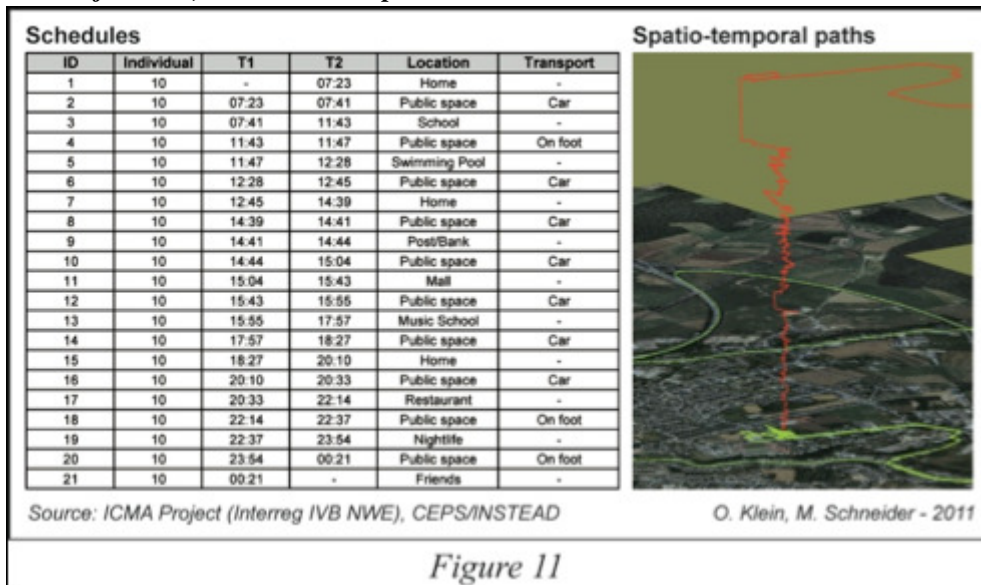 Schedules
Spatio-temporal paths
ID Individual T1 T2 Location Transport
1 10 - 07:23 Home -
2 10 07:23 07:41 Public space Car
3 10 07:41 11:43 School -
4 10 11:43 11:47 Public space On foot
5 10 11:47 12:28 Swimming Pool -
6 10 12:28 12:45 Public space Car
7 10 12:45 14:39 Home -
8 10 14:39 14:41 Public space Car
9 10 14:41 14:44 Post/Bank -
10 10 14:44 15:04 Public space Car
11 10 15:04 15:43 Mall -
12 10 15:43 15:55 Public space Car
13 10 15:55 17:57 Music School -
14 10 17:57 18:27 Public space Car
15 10 18:27 20:10 Home -
16 10 20:10 20:33 Public space Car
17 10 20:33 22:14 Restaurant -
18 10 22:14 22:37 Public space On foot
19 10 22:37 23:54 Nightlife -
20 10 23:54 00:21 Public space On foot
21 10 00:21 - Friends -
Source: ICMA Project (Interreg IVB NWE), CEPS/INSTEAD
O. Klein, M. Schneider - 2011
Figure 11